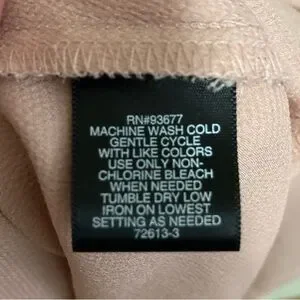 RN#93677
MACHINE WASH COLD
GENTLE CYCLE
WITH LIKE COLORS
USE ONLY NON-
CHLORINE BLEACH
WHEN NEEDED
TUMBLE DRY LOW
IRON ON LOWEST
SETTING AS NEEDED
72613-3